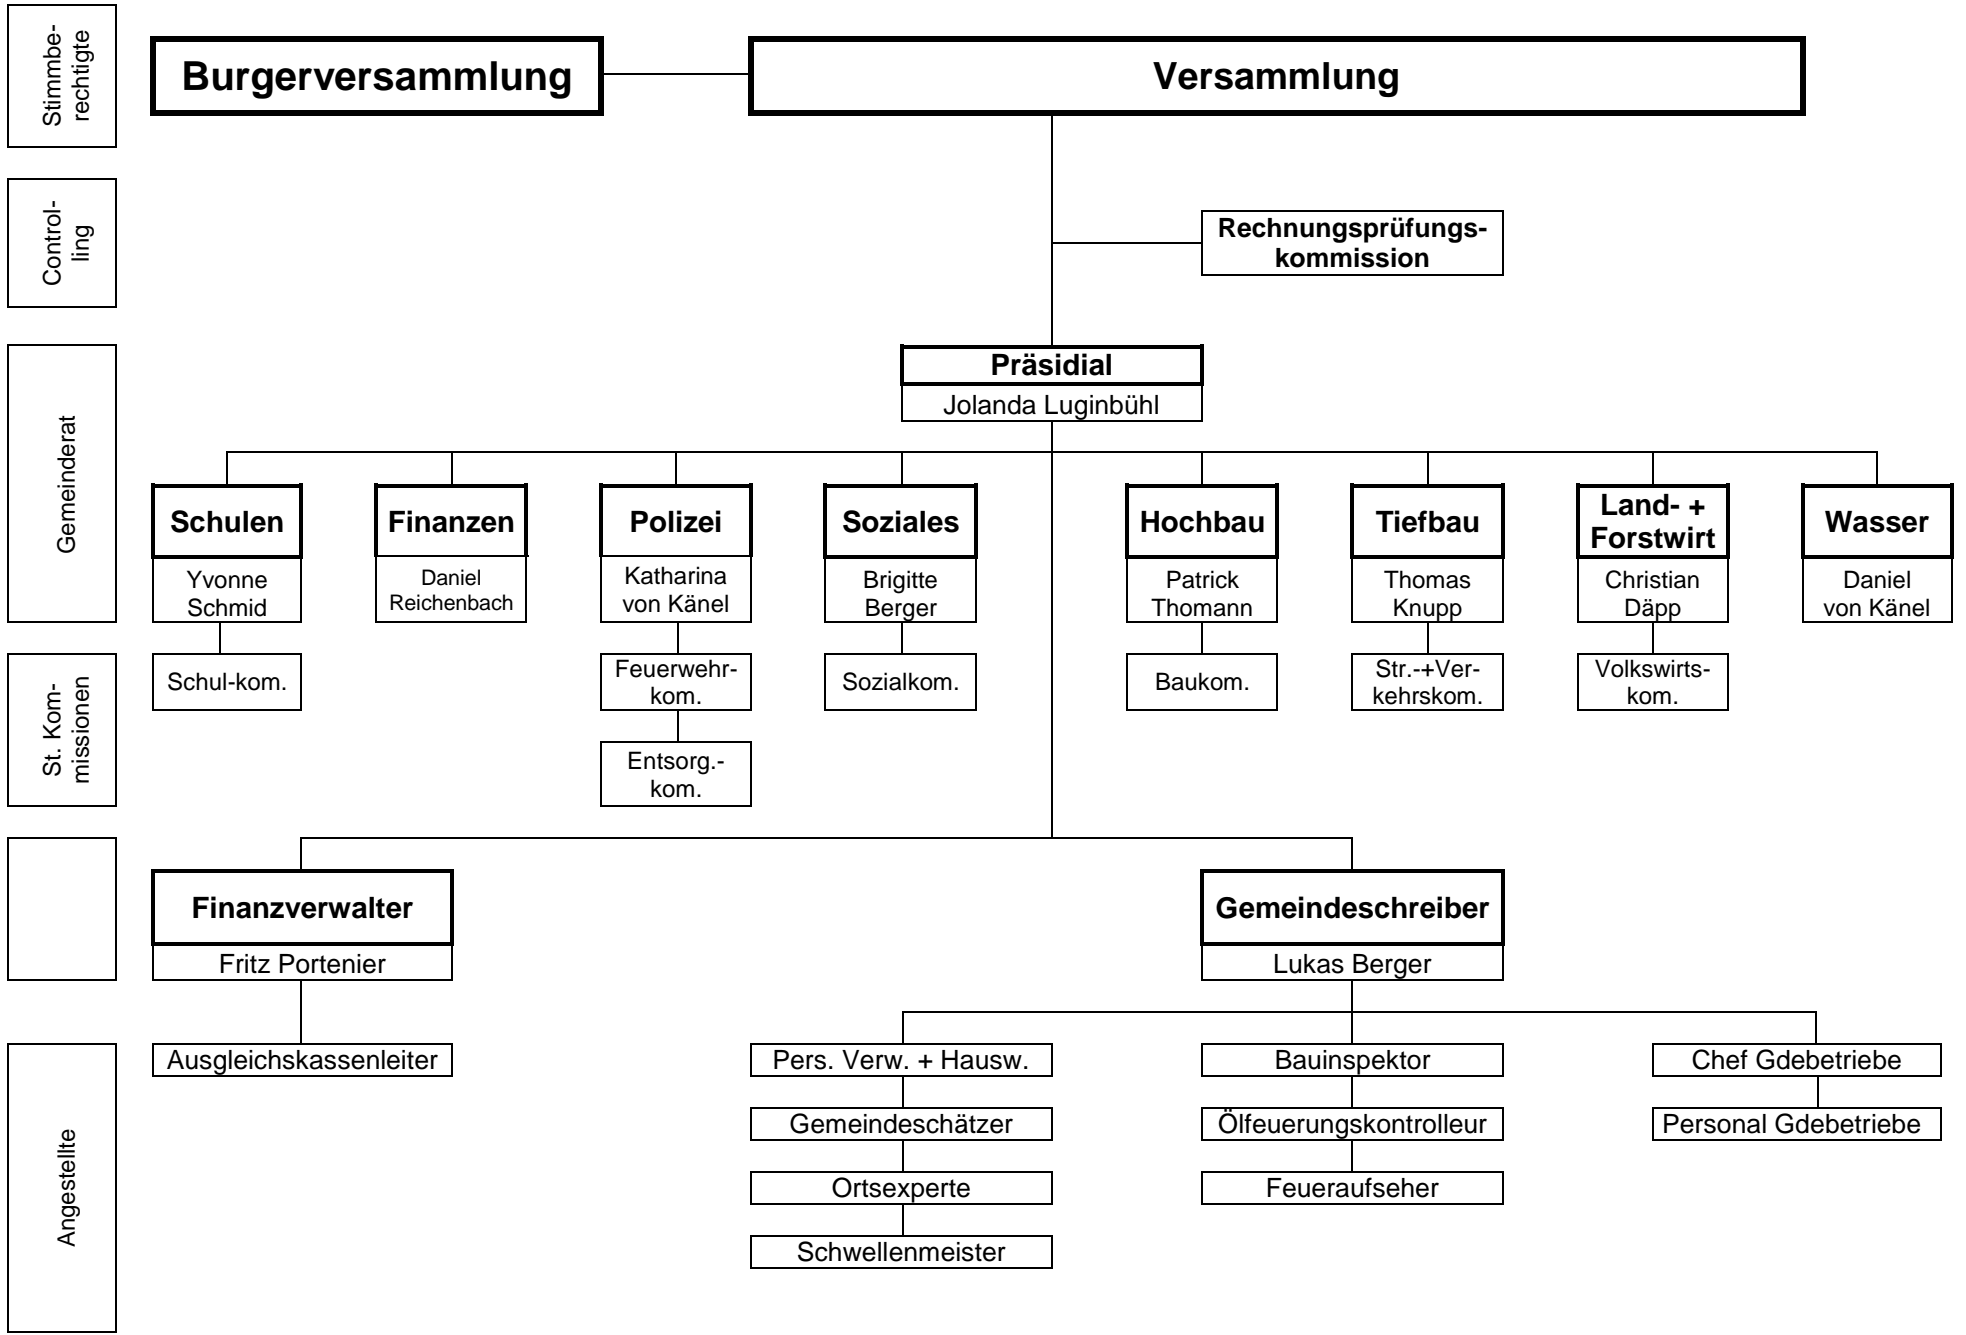 Stimmbe-
rechtigte
Burgerversammlung
Versammlung
Control-
ling
Rechnungsprüfungs-
kommission
Gemeinderat
Präsidial
Jolanda Luginbühl
Schulen
Yvonne
Schmid
Finanzen
Daniel
Reichenbach
Polizei
Katharina
von Känel
Soziales
Brigitte
Berger
Hochbau
Patrick
Thomann
Tiefbau
Thomas
Knupp
Land- +
Forstwirt
Christian
Däpp
Wasser
Daniel
von Känel
St. Kom-
missionen
Schul-kom.
Feuerwehr-
kom.
Entsorg.-
kom.
Sozialkom.
Baukom.
Str.-+Ver-
kehrskom.
Volkswirts-
kom.
Finanzverwalter
Fritz Portenier
Gemeindeschreiber
Lukas Berger
Angestellte
Ausgleichskassenleiter
Pers. Verw. + Hausw.
Gemeindeschätzer
Ortsexperte
Schwellenmeister
Bauinspektor
Ölfeuerungskontrolleur
Feueraufseher
Chef Gdebetriebe
Personal Gdebetriebe